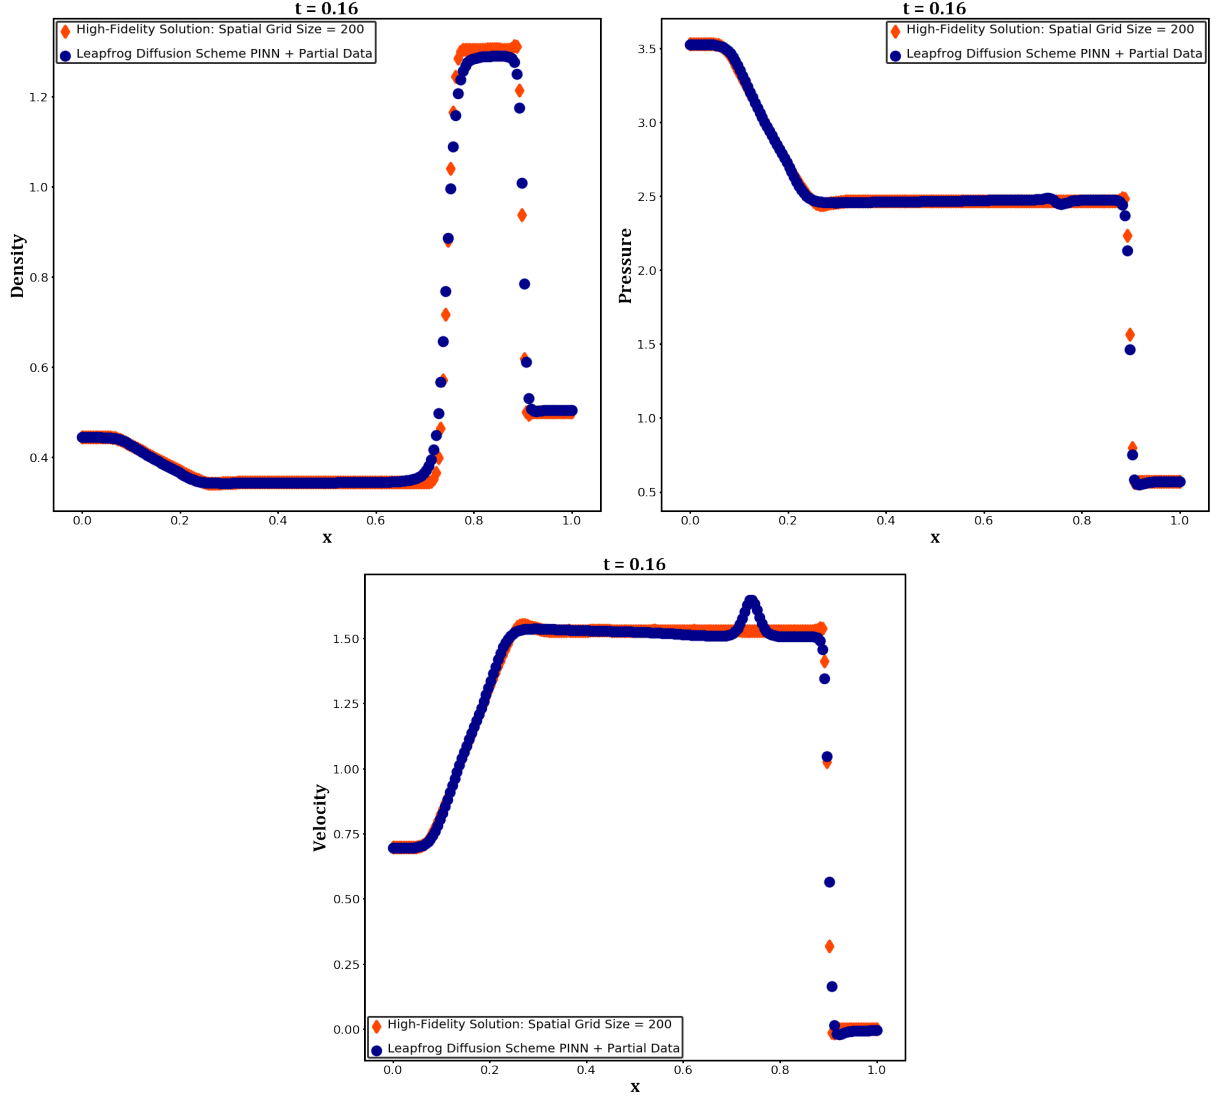 t = 0.16
High-Fidelity Solution: Spatial Grid Size = 200
Leapfrog Diffusion Scheme PINN + Partial Data
Density
1.2
1.0
0.8
0.6
0.4
0.0 0.2 0.4 0.6 0.8 1.0
x
t = 0.16
High-Fidelity Solution: Spatial Grid Size = 200
Leapfrog Diffusion Scheme PINN + Partial Data
Pressure
3.5
3.0
2.5
2.0
1.5
1.0
0.5
0.0 0.2 0.4 0.6 0.8 1.0
x
t = 0.16
Velocity
1.50
1.25
1.00
0.75
0.50
0.25
0.00
High-Fidelity Solution: Spatial Grid Size = 200
Leapfrog Diffusion Scheme PINN + Partial Data
0.0 0.2 0.4 0.6 0.8 1.0
x